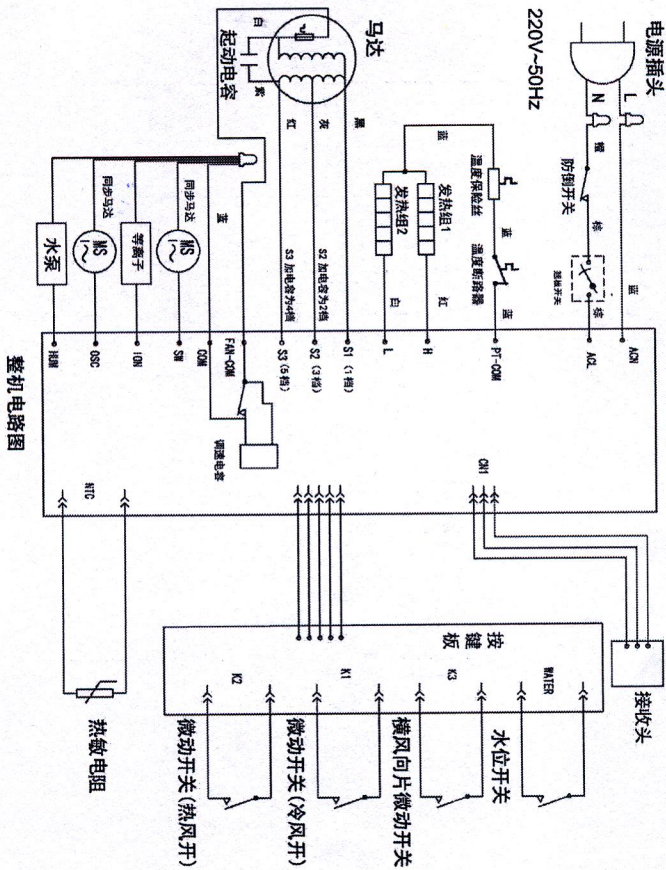 电源插头
220V~50Hz
L
N
棕
防倒开关
棕
棕
蓝
ACN
ACL
马达
白
起动电容
紫
红
灰
黑
蓝
温度保险丝
蓝
温度断路器
蓝
发热组1
发热组2
红
白
S3 加电容为4档
S2 加电容为2档
水泵
同步马达
MS
等离子
同步马达
MS
蓝
HUM
OSC
ION
SW
COM
FAN-COM
S3 (5档)
S2 (3档)
S1 (1档)
L
H
PT-COM
调速电容
CN1
NTC
整机电路图
按键板
K2
K1
K3
WATER
接收头
热敏电阻
微动开关(热风开)
微动开关(冷风开)
横风向片微动开关
水位开关